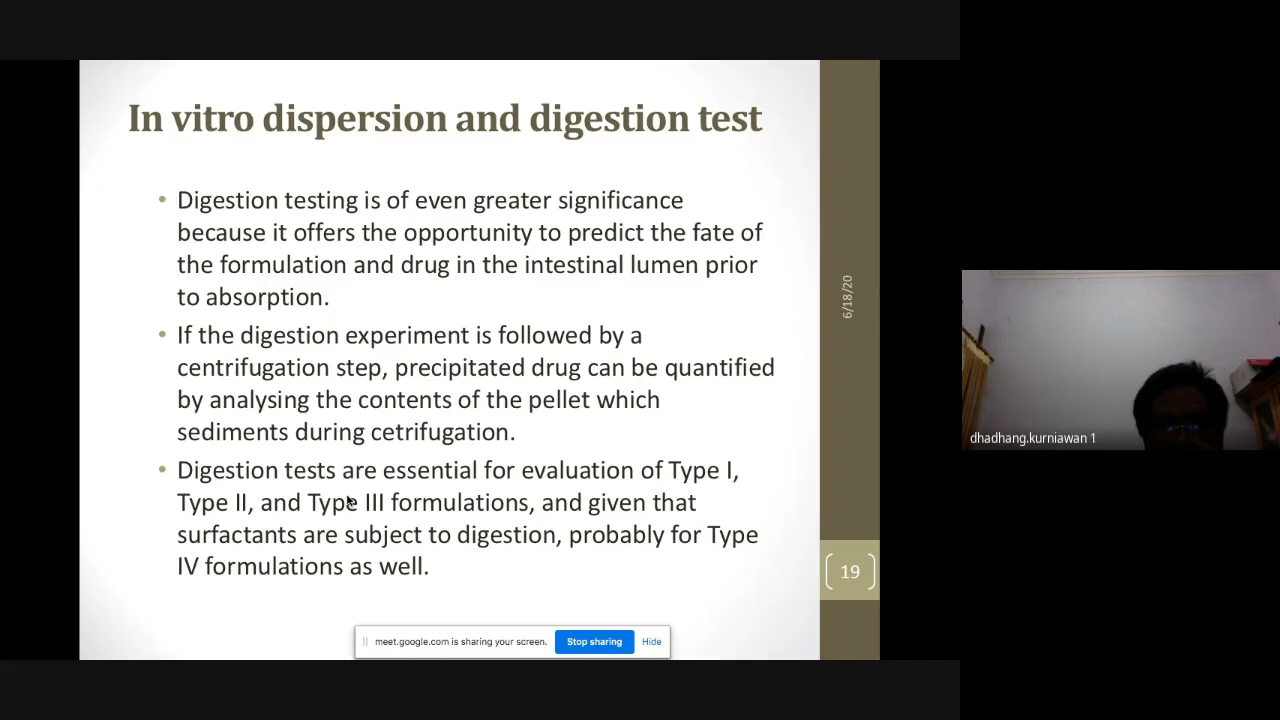 In vitro dispersion and digestion test
• Digestion testing is of even greater significance
because it offers the opportunity to predict the fate of
the formulation and drug in the intestinal lumen prior
to absorption.
• If the digestion experiment is followed by a
centrifugation step, precipitated drug can be quantified
by analysing the contents of the pellet which
sediments during cetrifugation.
• Digestion tests are essential for evaluation of Type I,
Type II, and Type III formulations, and given that
surfactants are subject to digestion, probably for Type
IV formulations as well.
6/18/20
19
meet.google.com is sharing your screen. Stop sharing Hide
dhadhang.kurniawan 1